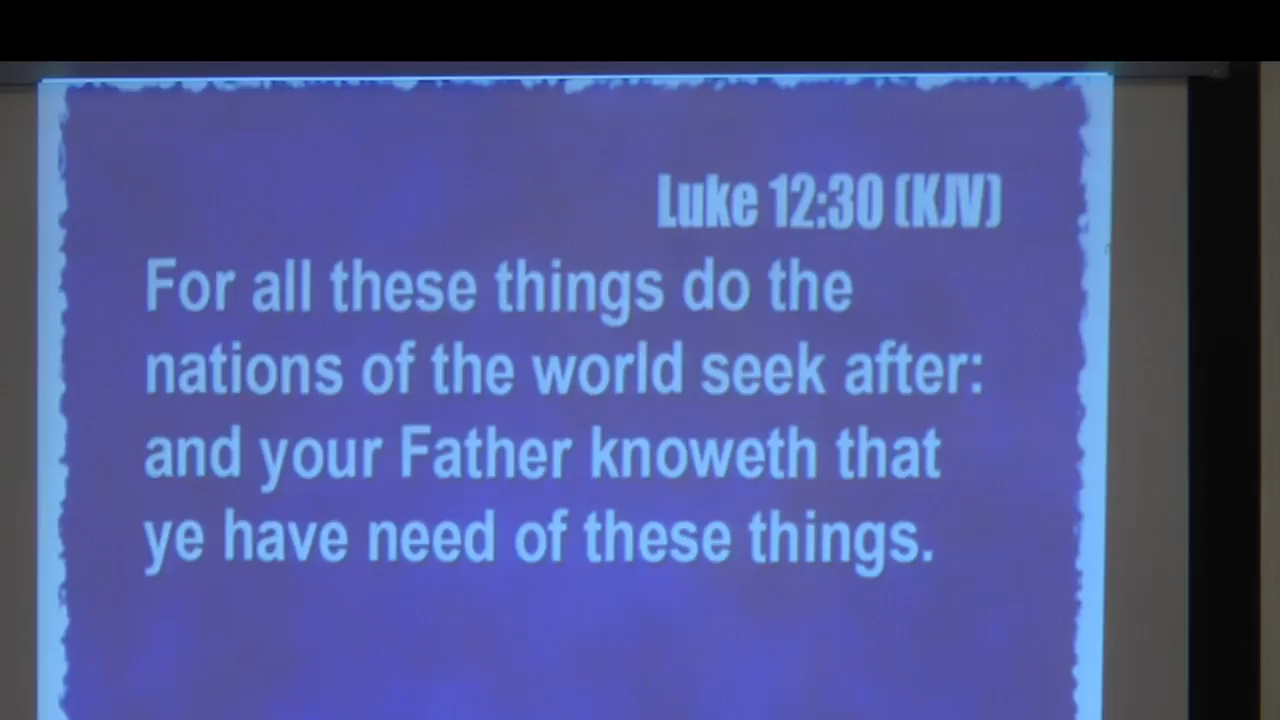 Luke 12:30 (KJV)
For all these things do the
nations of the world seek after:
and your Father knoweth that
ye have need of these things.